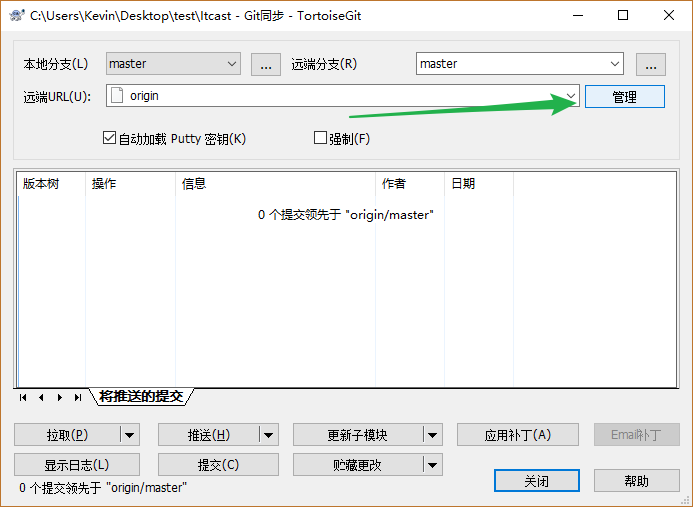 C:\Users\Kevin\Desktop\test\Itcast - Git同步 - TortoiseGit
本地分支(L) master ... 远端分支(R) master ...
远端URL(U): origin 管理
自动加载 Putty 密钥(K) 强制(F)
版本树 操作 信息 作者 日期
0 个提交领先于 "origin/master"
将推送的提交
拉取(P) 推送(H) 更新子模块 应用补丁(A) Email补丁
显示日志(L) 提交(C) 贮藏更改
关闭 帮助
0 个提交领先于 "origin/master"